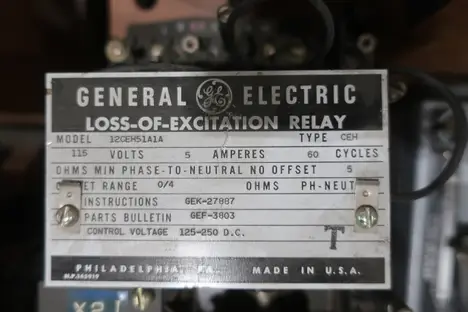 GENERAL GE ELECTRIC
LOSS-OF-EXCITATION RELAY
MODEL 12CEH51A1A TYPE CEH
115 VOLTS 5 AMPERES 60 CYCLES
OHMS MIN PHASE-TO-NEUTRAL NO OFFSET 5
RANGE 0/4 OHMS PH-NEUT
INSTRUCTIONS GEK-27887
PARTS BULLETIN GEF-3803
CONTROL VOLTAGE 125-250 D.C. T
PHILADELPHIA, PA. MADE IN U.S.A.